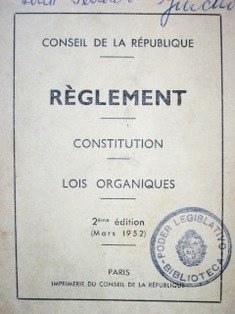 CONSEIL DE LA RÉPUBLIQUE
RÈGLEMENT
CONSTITUTION
LOIS ORGANIQUES
2ème édition
(Mars 1952)
PODER LEGISLATIVO
BIBLIOTECA
PARIS
IMPRIMERIE DU CONSEIL DE LA RÉPUBLIQUE